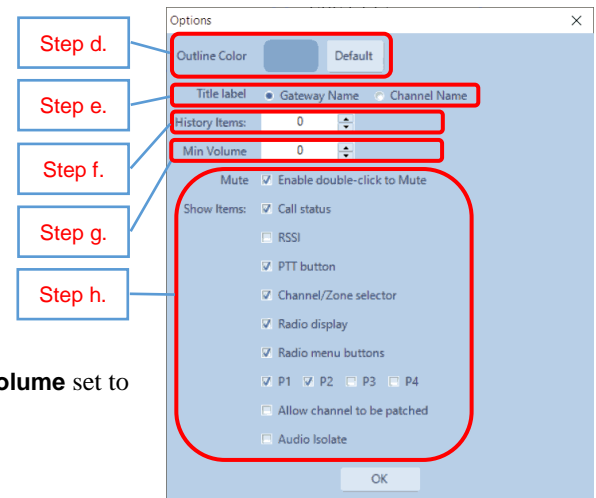 Options
Step d.
Outline Color Default
Step e.
Title label Gateway Name Channel Name
History Items: 0
Step f.
Min Volume 0
Step g.
Mute Enable double-click to Mute
Show Items: Call status
RSSI
Step h.
PTT button
Channel/Zone selector
Radio display
Radio menu buttons
olume set to
P1 P2 P3 P4
Allow channel to be patched
Audio Isolate
OK